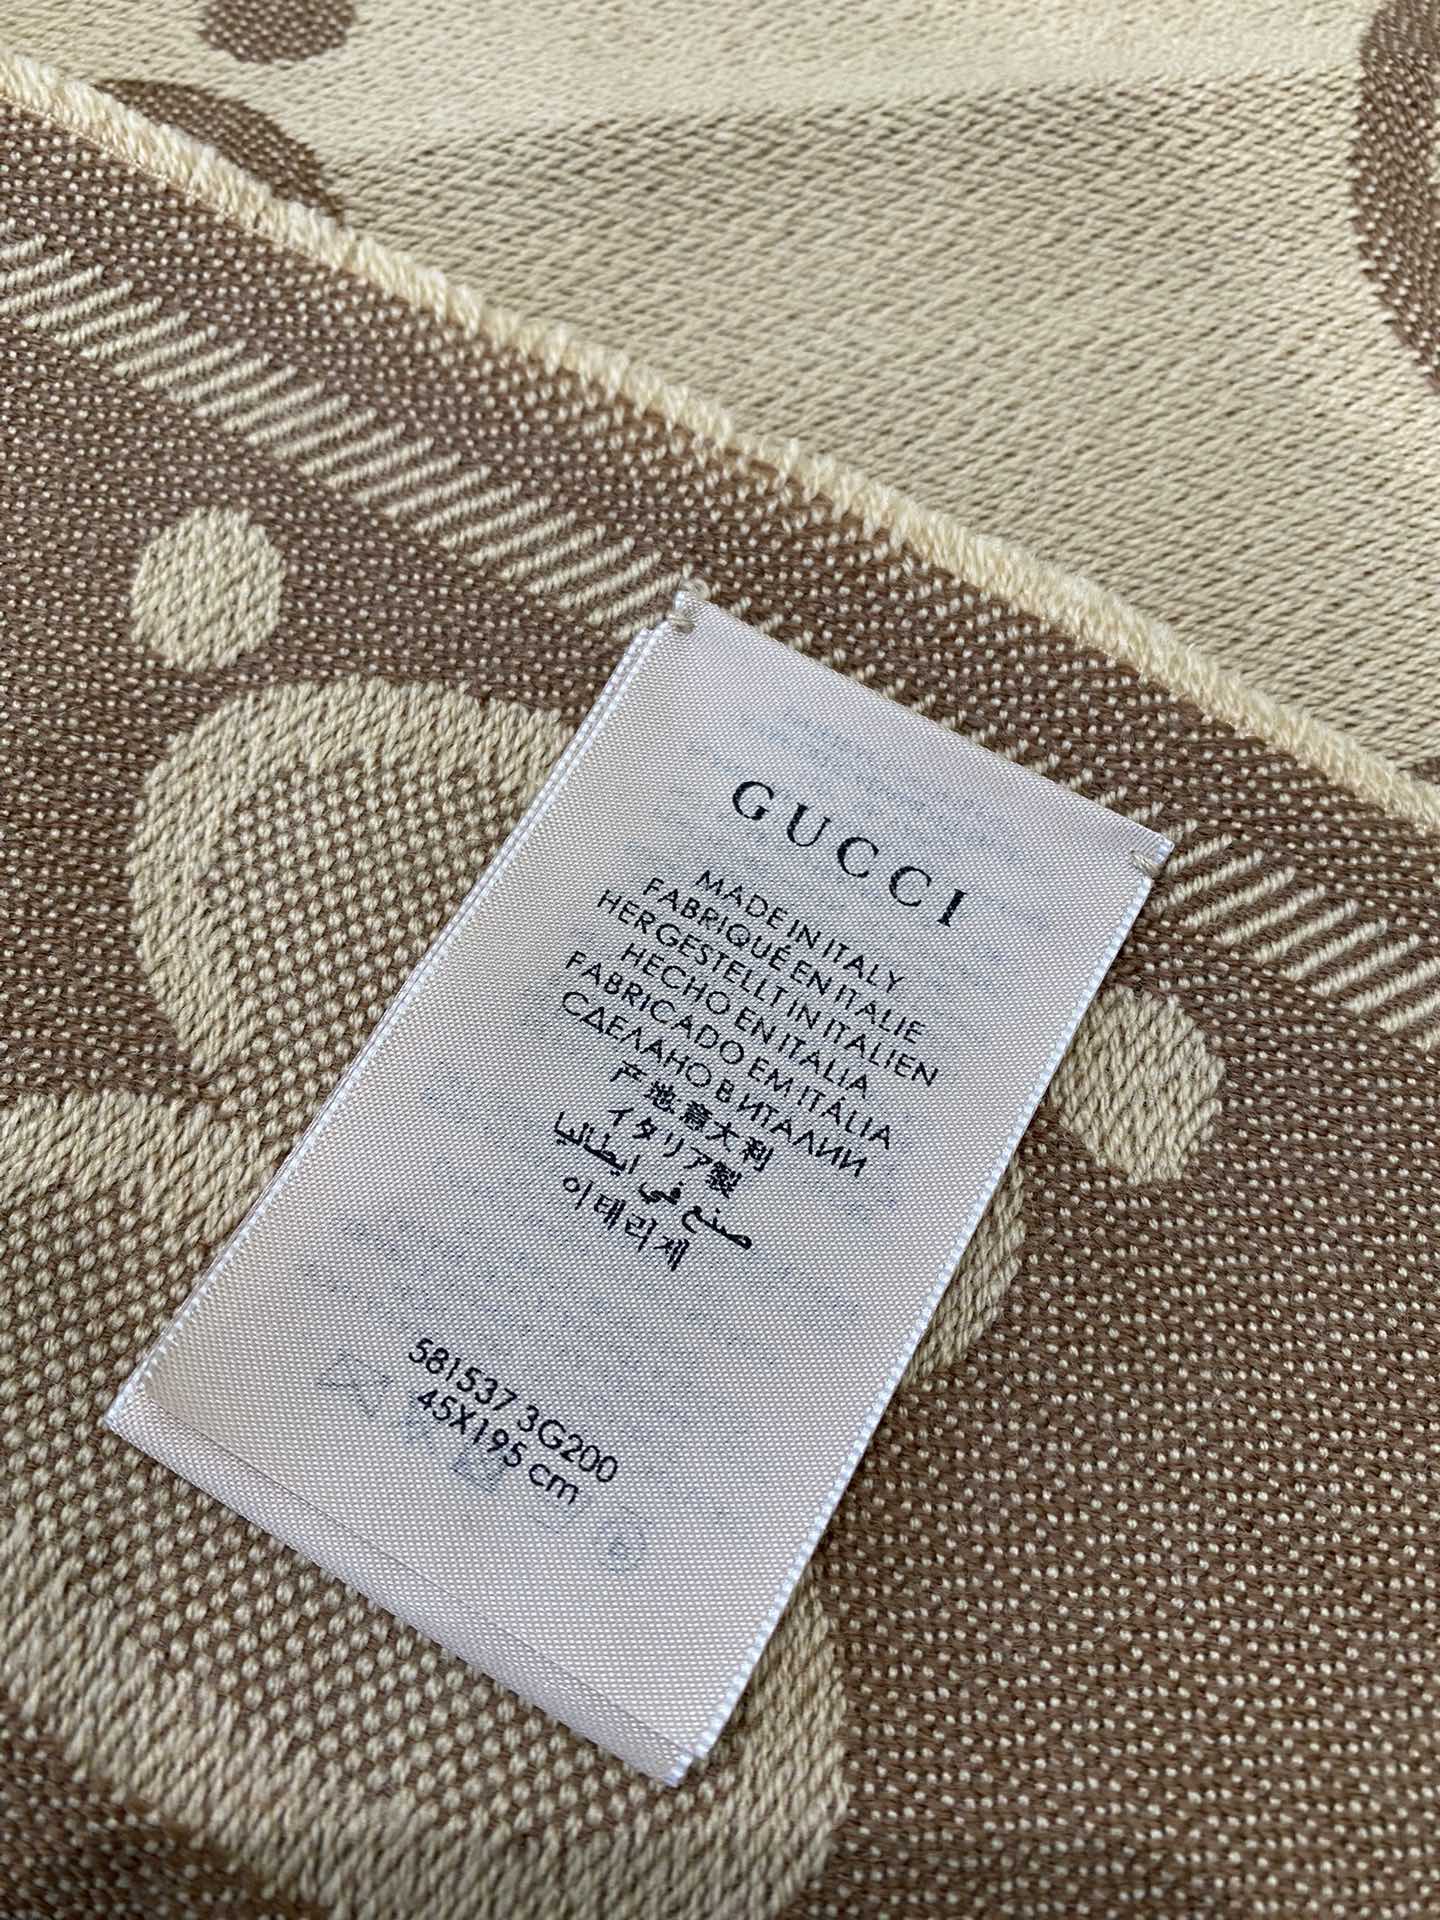 GUCCI
MADE IN ITALY
FABRIQUÉ EN ITALIE
HERGESTELLT IN ITALIEN
HECHO EN ITALIA
FABRICADO EM ITÁLIA
СДЕЛАНО В ИТАЛИИ
产地意大利
イタリア製
صنع في ايطاليا
이태리제
581537 3G200
45X195 cm